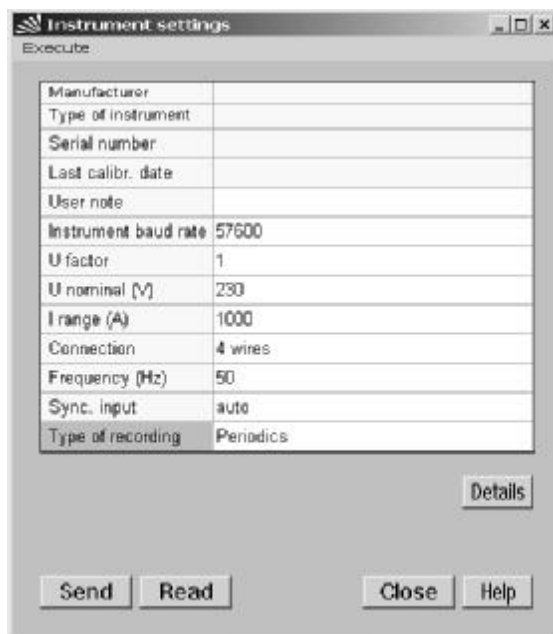 Instrument settings
Execute
Manufacturer
Type of instrument
Serial number
Last calibr. date
User note
Instrument baud rate 57600
U factor 1
U nominal (V) 230
I range (A) 1000
Connection 4 wires
Frequency (Hz) 50
Sync. input auto
Type of recording Periodics
Details
Send Read Close Help